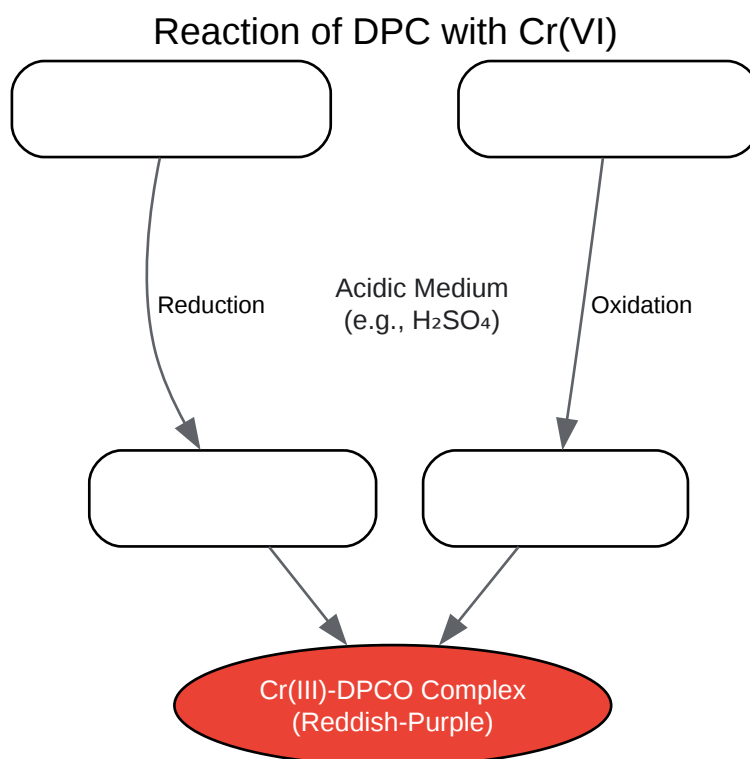 Reaction of DPC with Cr(VI)
Reduction
Acidic Medium
(e.g., H₂SO₄)
Oxidation
Cr(III)-DPCO Complex
(Reddish-Purple)